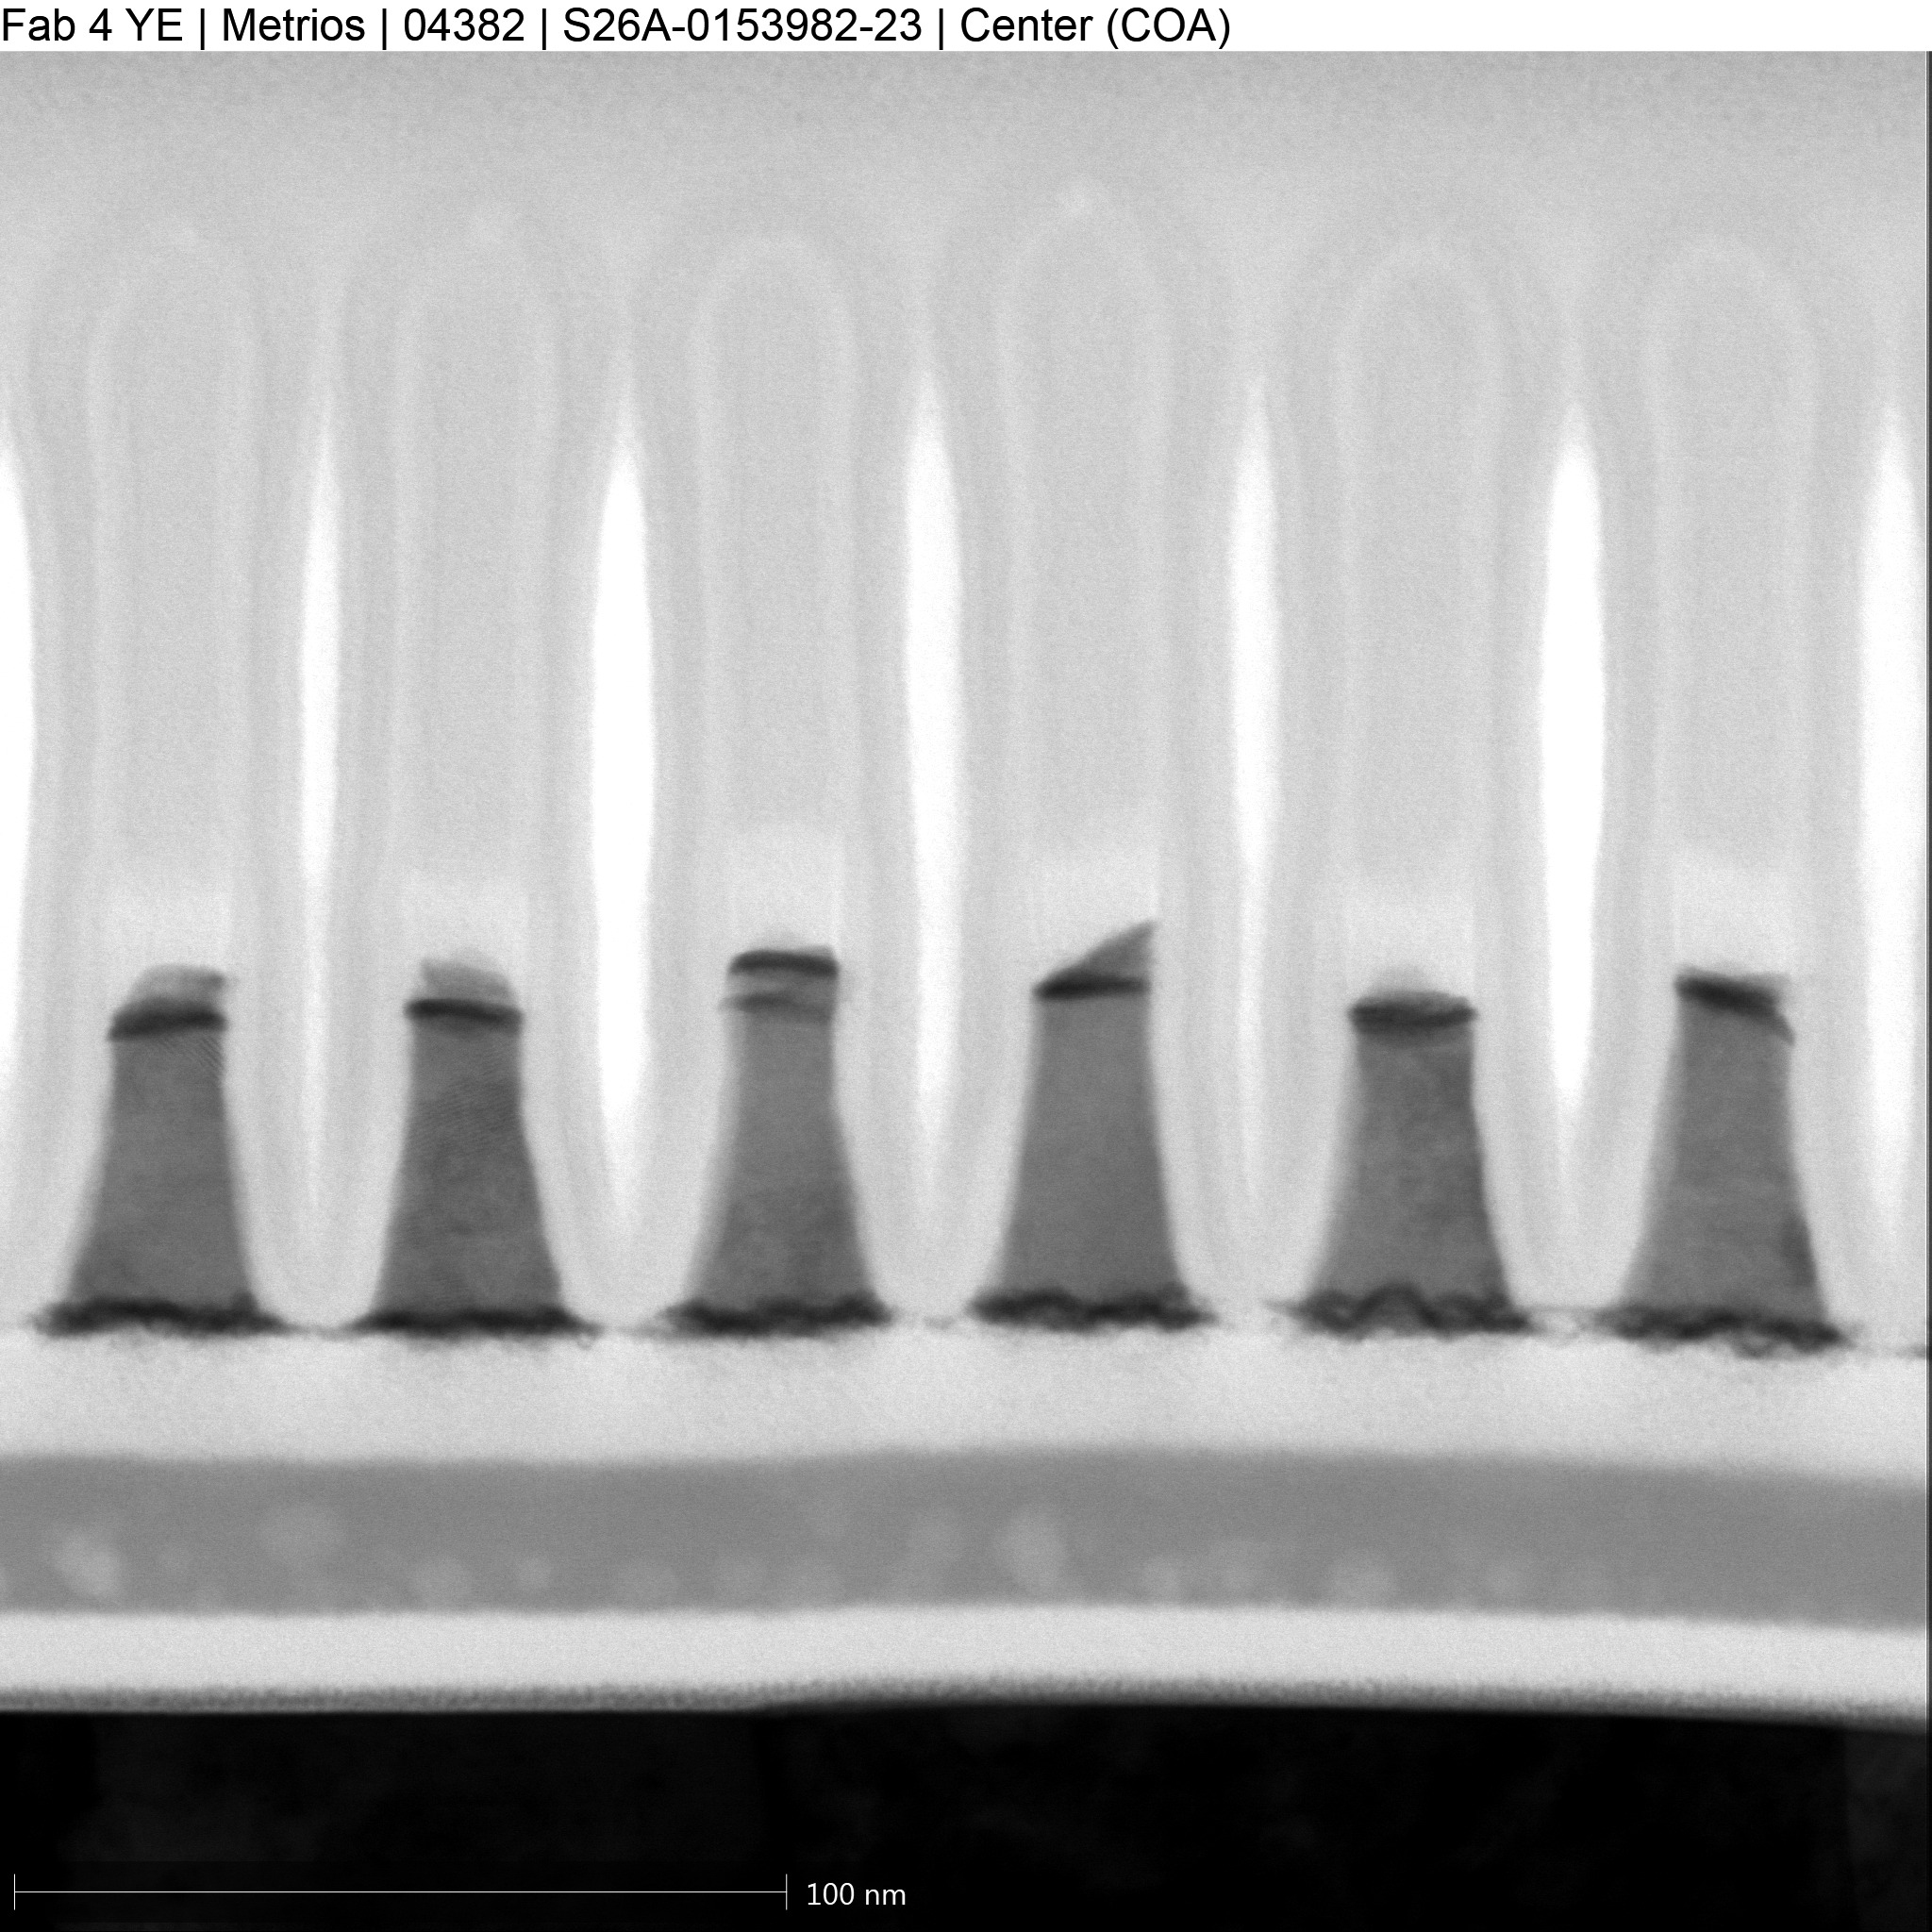 Fab 4 YE | Metrios | 04382 | S26A-0153982-23 | Center (COA)
100 nm